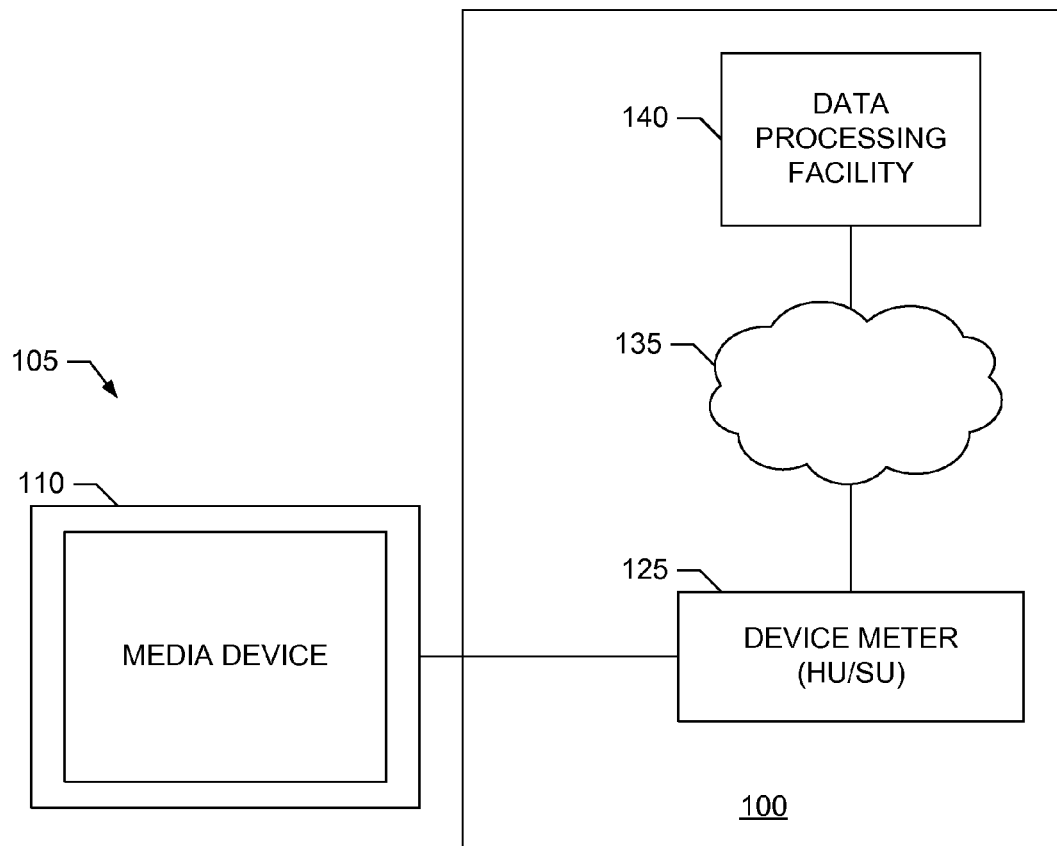 140
DATA
PROCESSING
FACILITY
135
105
110
MEDIA DEVICE
125
DEVICE METER
(HU/SU)
100